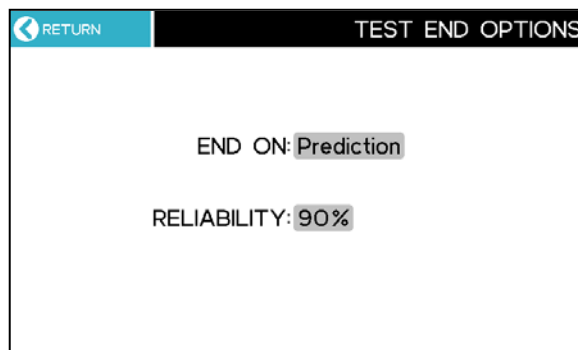 RETURN
TEST END OPTIONS
END ON: Prediction
RELIABILITY: 90%